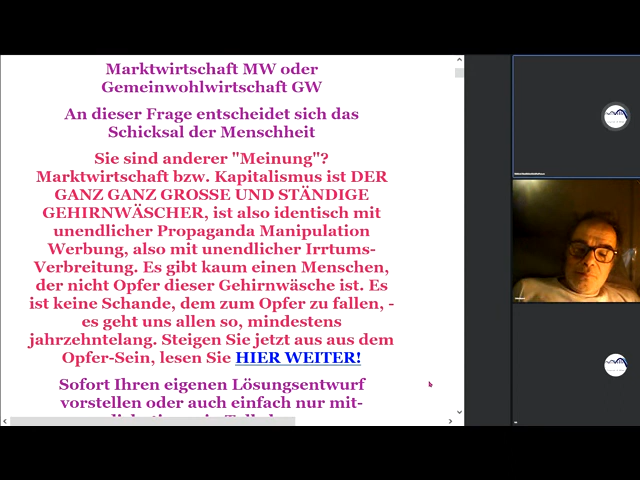 Marktwirtschaft MW oder
Gemeinwohlwirtschaft GW
An dieser Frage entscheidet sich das
Schicksal der Menschheit
Sie sind anderer "Meinung"?
Marktwirtschaft bzw. Kapitalismus ist DER
GANZ GANZ GROSSE UND STÄNDIGE
GEHIRNWÄSCHER, ist also identisch mit
unendlicher Propaganda Manipulation
Werbung, also mit unendlicher Irrtums-
Verbreitung. Es gibt kaum einen Menschen,
der nicht Opfer dieser Gehirnwäsche ist. Es
ist keine Schande, dem zum Opfer zu fallen, -
es geht uns allen so, mindestens
jahrzehntelang. Steigen Sie jetzt aus aus dem
Opfer-Sein, lesen Sie HIER WEITER!
Sofort Ihren eigenen Lösungsentwurf
vorstellen oder auch einfach nur mit-